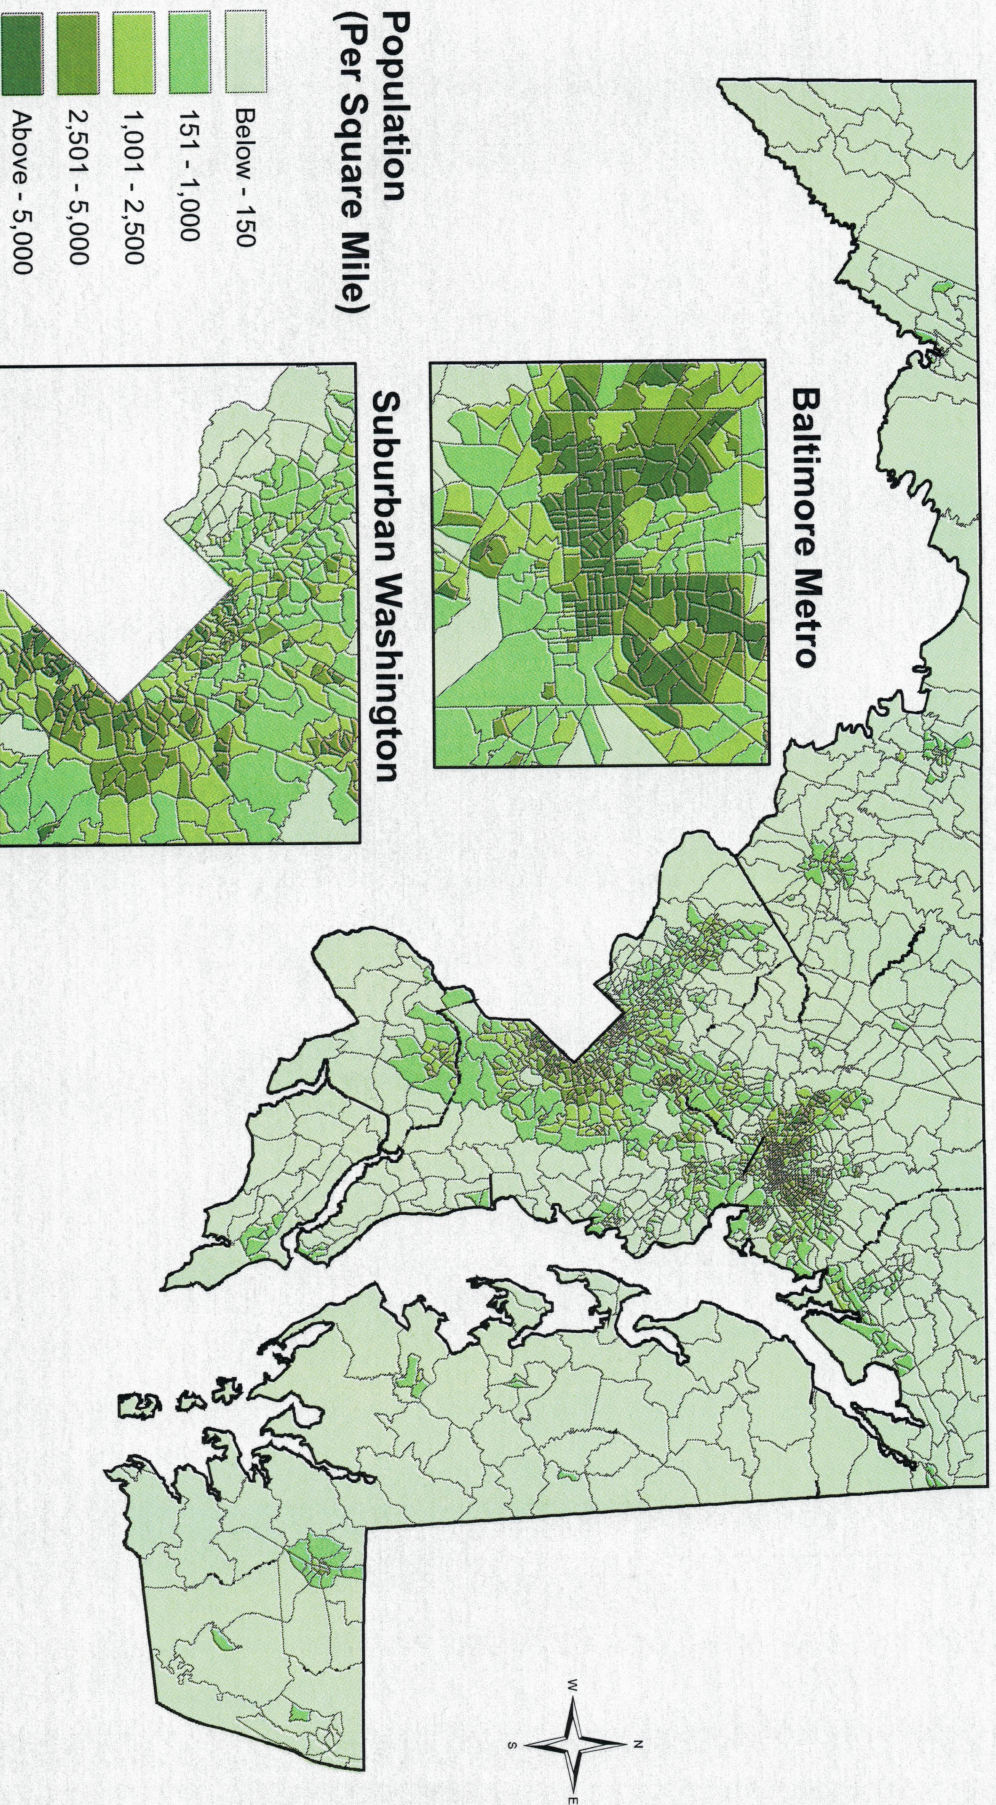 Baltimore Metro
Suburban Washington
Population
(Per Square Mile)
Below - 150
151 - 1,000
1,001 - 2,500
2,501 - 5,000
Above - 5,000
N
W
E
S